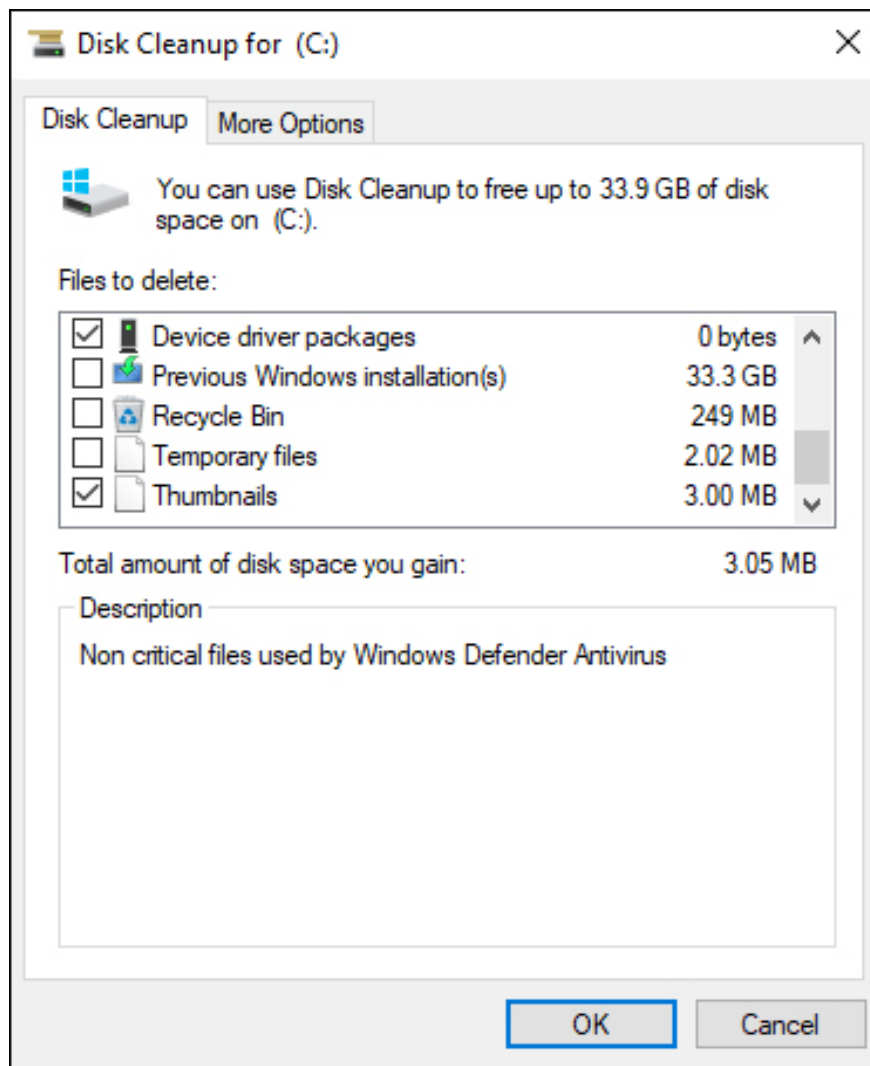 Disk Cleanup for (C:)
Disk Cleanup
More Options
You can use Disk Cleanup to free up to 33.9 GB of disk
space on (C:).
Files to delete:
Device driver packages 0 bytes
Previous Windows installation(s) 33.3 GB
Recycle Bin 249 MB
Temporary files 2.02 MB
Thumbnails 3.00 MB
Total amount of disk space you gain: 3.05 MB
Description
Non critical files used by Windows Defender Antivirus
OK
Cancel